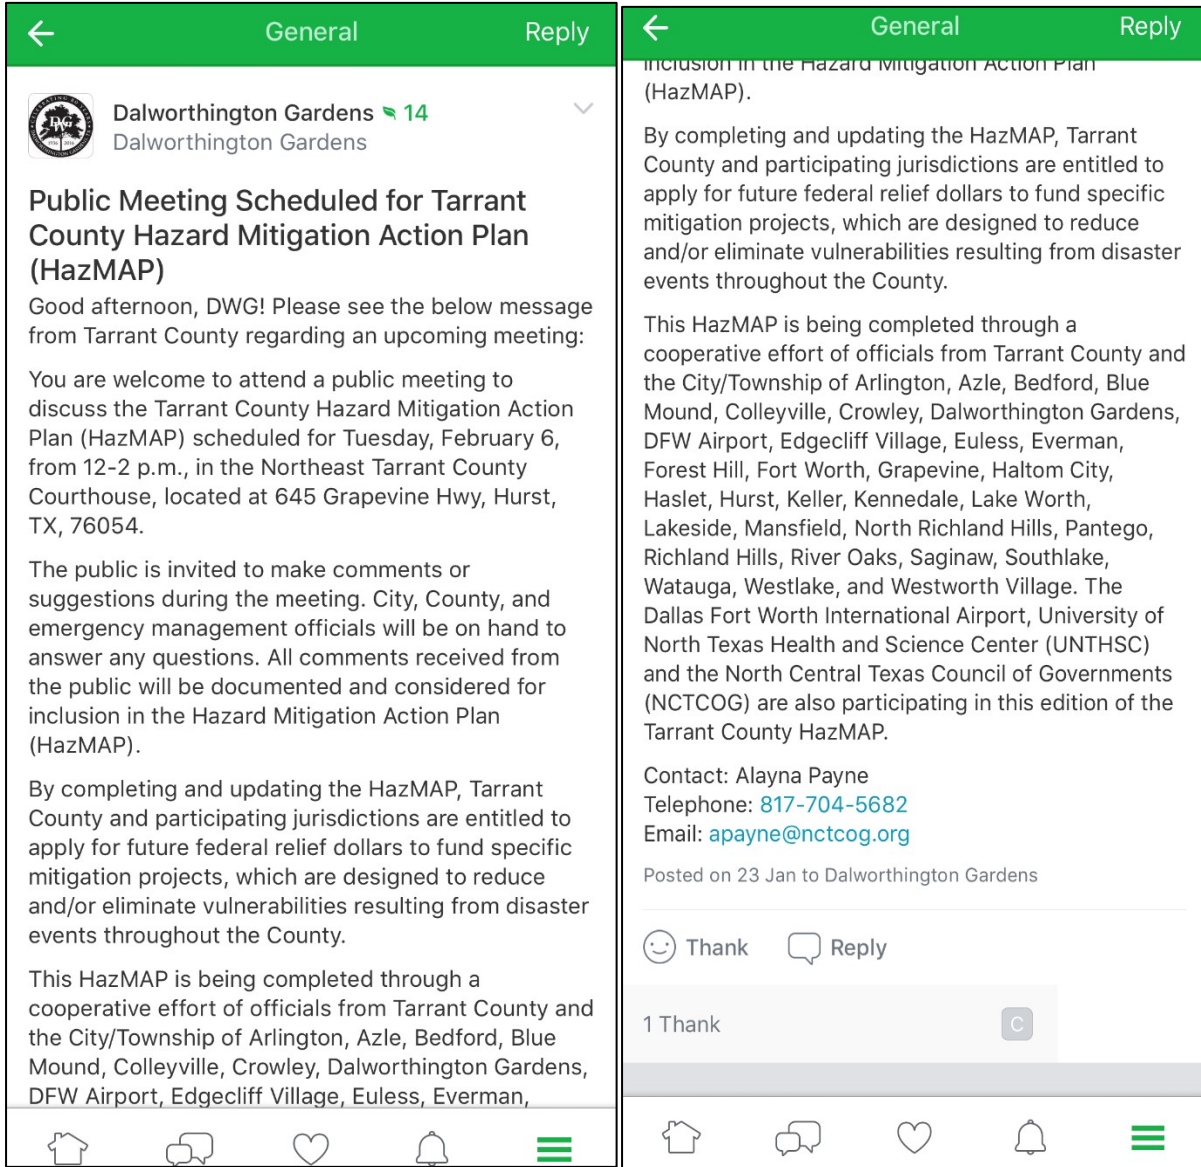 General
Reply
Dalworthington Gardens 14
Dalworthington Gardens
Public Meeting Scheduled for Tarrant
County Hazard Mitigation Action Plan
(HazMAP)
Good afternoon, DWG! Please see the below message
from Tarrant County regarding an upcoming meeting:
You are welcome to attend a public meeting to
discuss the Tarrant County Hazard Mitigation Action
Plan (HazMAP) scheduled for Tuesday, February 6,
from 12-2 p.m., in the Northeast Tarrant County
Courthouse, located at 645 Grapevine Hwy, Hurst,
TX, 76054.
The public is invited to make comments or
suggestions during the meeting. City, County, and
emergency management officials will be on hand to
answer any questions. All comments received from
the public will be documented and considered for
inclusion in the Hazard Mitigation Action Plan
(HazMAP).
By completing and updating the HazMAP, Tarrant
County and participating jurisdictions are entitled to
apply for future federal relief dollars to fund specific
mitigation projects, which are designed to reduce
and/or eliminate vulnerabilities resulting from disaster
events throughout the County.
This HazMAP is being completed through a
cooperative effort of officials from Tarrant County and
the City/Township of Arlington, Azle, Bedford, Blue
Mound, Colleyville, Crowley, Dalworthington Gardens,
DFW Airport, Edgecliff Village, Euless, Everman,
General
Reply
inclusion in the Hazard Mitigation Action Plan
(HazMAP).
By completing and updating the HazMAP, Tarrant
County and participating jurisdictions are entitled to
apply for future federal relief dollars to fund specific
mitigation projects, which are designed to reduce
and/or eliminate vulnerabilities resulting from disaster
events throughout the County.
This HazMAP is being completed through a
cooperative effort of officials from Tarrant County and
the City/Township of Arlington, Azle, Bedford, Blue
Mound, Colleyville, Crowley, Dalworthington Gardens,
DFW Airport, Edgecliff Village, Euless, Everman,
Forest Hill, Fort Worth, Grapevine, Haltom City,
Haslet, Hurst, Keller, Kennedale, Lake Worth,
Lakeside, Mansfield, North Richland Hills, Pantego,
Richland Hills, River Oaks, Saginaw, Southlake,
Watauga, Westlake, and Westworth Village. The
Dallas Fort Worth International Airport, University of
North Texas Health and Science Center (UNTHSC)
and the North Central Texas Council of Governments
(NCTCOG) are also participating in this edition of the
Tarrant County HazMAP.
Contact: Alayna Payne
Telephone: 817-704-5682
Email: apayne@nctcog.org
Posted on 23 Jan to Dalworthington Gardens
Thank
Reply
1 Thank
C